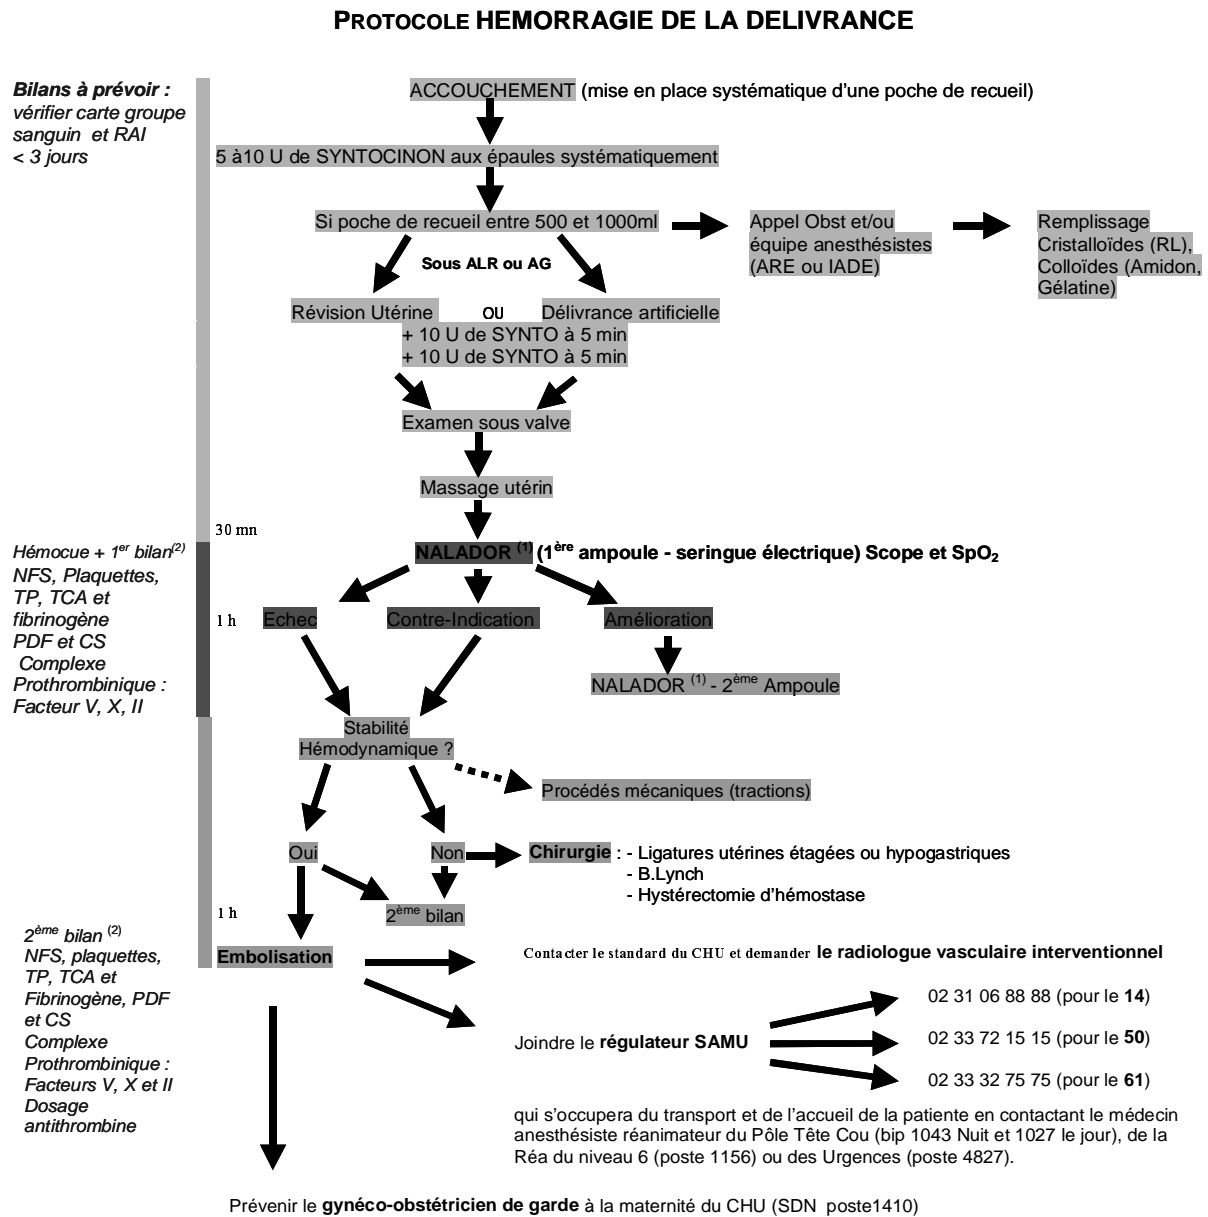 PROTOCOLE HEMORRAGIE DE LA DELIVRANCE
Bilans à prévoir :
vérifier carte groupe
sanguin et RAI
< 3 jours
ACCOUCHEMENT (mise en place systématique d'une poche de recueil)
5 à10 U de SYNTOCINON aux épaules systématiquement
Si poche de recueil entre 500 et 1000ml
Appel Obst et/ou
équipe anesthésistes
(ARE ou IADE)
Remplissage
Cristalloïdes (RL),
Colloïdes (Amidon,
Gélatine)
Sous ALR ou AG
Révision Utérine OU Délivrance artificielle
+ 10 U de SYNTO à 5 min
+ 10 U de SYNTO à 5 min
Examen sous valve
Massage utérin
30 mn
Hémocue + 1er bilan(2)
NFS, Plaquettes,
TP, TCA et
fibrinogène
PDF et CS
Complexe
Prothrombinique :
Facteur V, X, II
NALADOR (1) (1ère ampoule - seringue électrique) Scope et SpO2
1 h
Echec
Contre-Indication
Amélioration
NALADOR (1) - 2ème Ampoule
Stabilité
Hémodynamique ?
Procédés mécaniques (tractions)
Oui
Non
Chirurgie : - Ligatures utérines étagées ou hypogastriques
- B.Lynch
- Hystérectomie d'hémostase
2ème bilan
1 h
2ème bilan (2)
NFS, plaquettes,
TP, TCA et
Fibrinogène, PDF
et CS
Complexe
Prothrombinique :
Facteurs V, X et II
Dosage
antithrombine
Embolisation
Contacter le standard du CHU et demander le radiologue vasculaire interventionnel
Joindre le régulateur SAMU
02 31 06 88 88 (pour le 14)
02 33 72 15 15 (pour le 50)
02 33 32 75 75 (pour le 61)
qui s'occupera du transport et de l'accueil de la patiente en contactant le médecin
anesthésiste réanimateur du Pôle Tête Cou (bip 1043 Nuit et 1027 le jour), de la
Réa du niveau 6 (poste 1156) ou des Urgences (poste 4827).
Prévenir le gynéco-obstétricien de garde à la maternité du CHU (SDN poste1410)